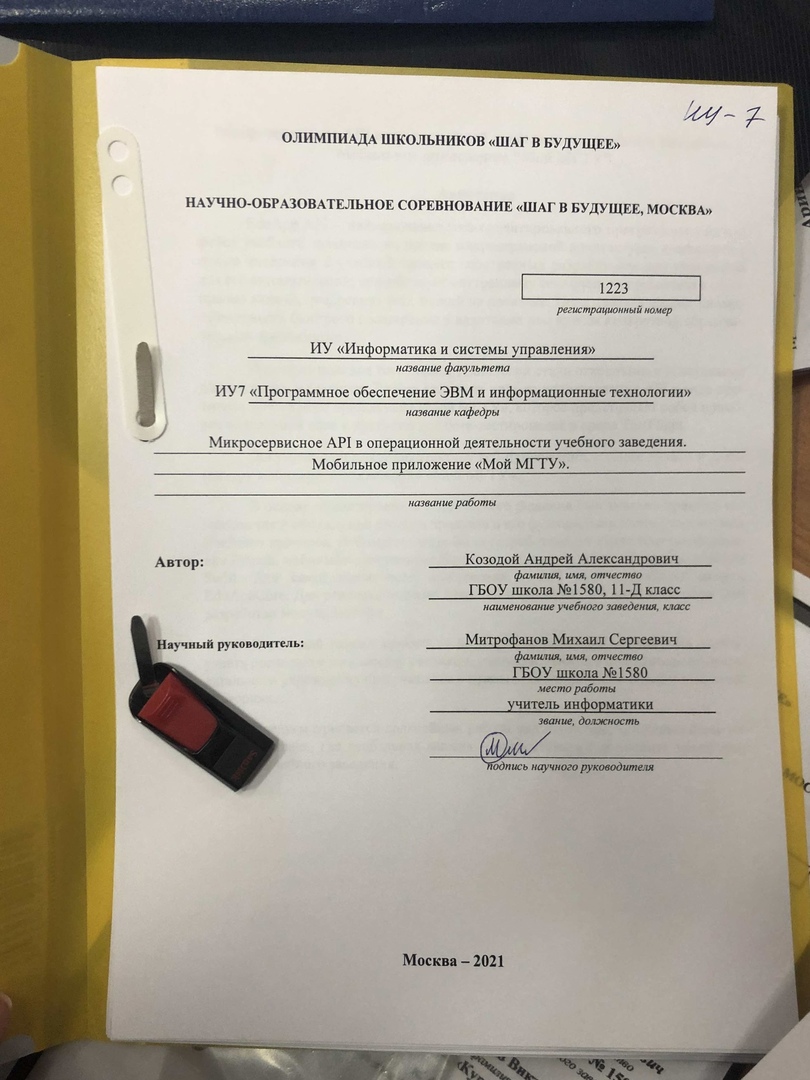 ИУ-7
ОЛИМПИАДА ШКОЛЬНИКОВ «ШАГ В БУДУЩЕЕ»
НАУЧНО-ОБРАЗОВАТЕЛЬНОЕ СОРЕВНОВАНИЕ «ШАГ В БУДУЩЕЕ, МОСКВА»
1223
регистрационный номер
ИУ «Информатика и системы управления»
название факультета
ИУ7 «Программное обеспечение ЭВМ и информационные технологии»
название кафедры
Микросервисное API в операционной деятельности учебного заведения.
Мобильное приложение «Мой МГТУ».
название работы
Автор:
Козодой Андрей Александрович
фамилия, имя, отчество
ГБОУ школа №1580, 11-Д класс
наименование учебного заведения, класс
Научный руководитель:
Митрофанов Михаил Сергеевич
фамилия, имя, отчество
ГБОУ школа №1580
место работы
учитель информатики
звание, должность
подпись научного руководителя
Москва – 2021